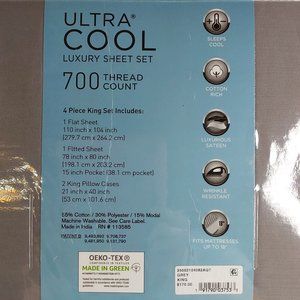 ULTRA
COOL
LUXURY SHEET SET
700 THREAD COUNT
4 Piece King Set Includes:
1 Flat Sheet
110 inch x 104 inch
(279.7 cm x 264.2 cm)
1 Fitted Sheet
78 inch x 80 inch
(198.1 cm x 203.2 cm)
15 inch Pocket (38.1 cm pocket)
2 King Pillow Cases
21 inch x 40 inch
(53 cm x 101.6 cm)
Cotton / 30% Polyester / 15% Modal
Machine Washable. See Care Label.
Made in India RN # 113585
OEKO-TEX®
MADE IN GREEN
SLEEPS
COOL
COTTON
RICH
LUXURIOUS
SATEEN
WRINKLE
RESISTANT
FITS MATTRESSES
UP TO 18"
GREY
KING
$170.00